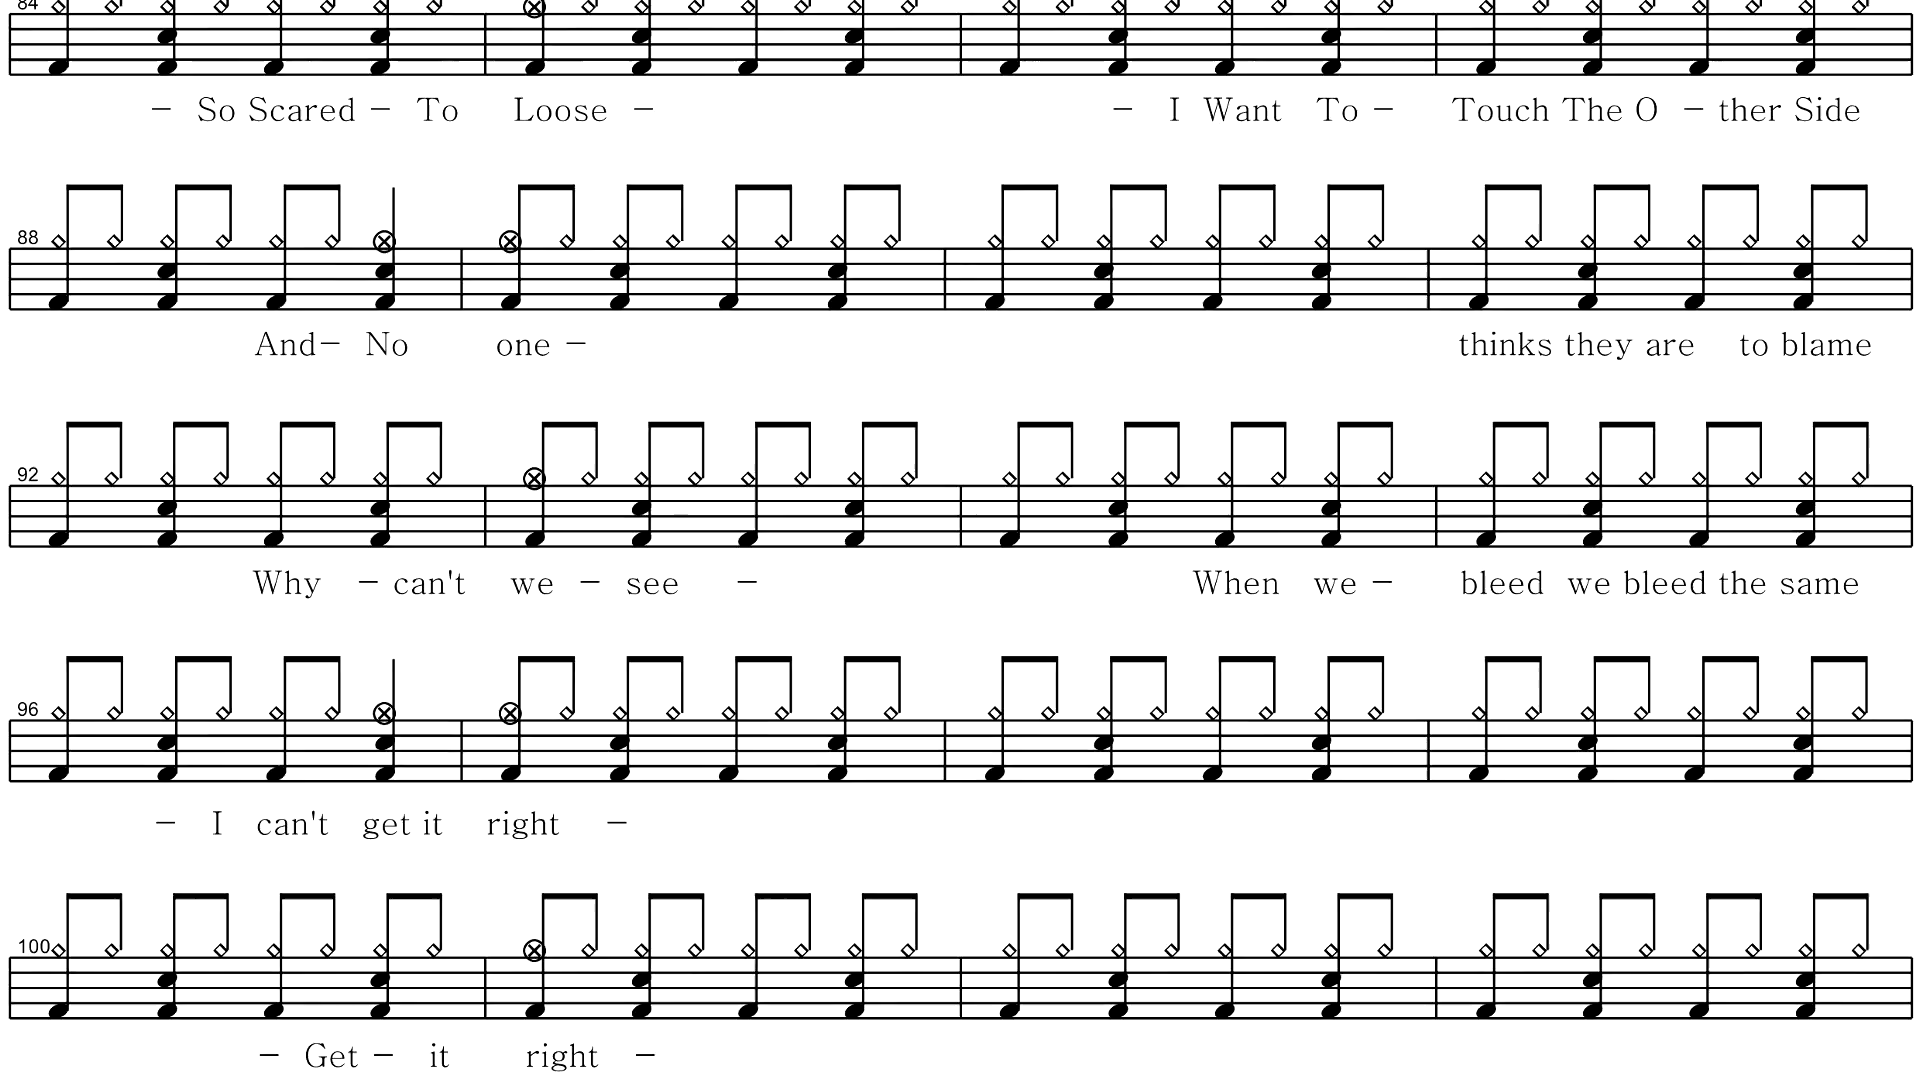 84
– So Scared – To Loose – – I Want To – Touch The O – ther Side
88
And– No one – thinks they are to blame
92
Why – can't we – see – When we – bleed we bleed the same
96
– I can't get it right –
100
– Get – it right –